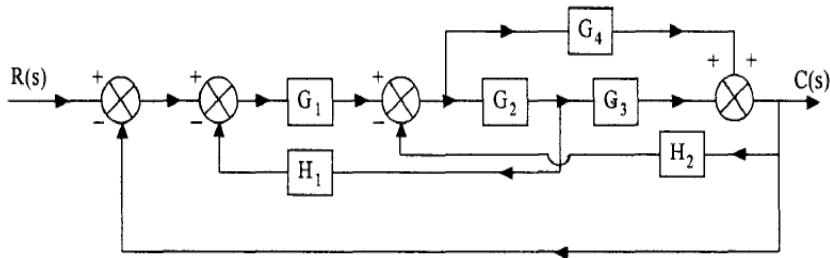 G₄
R(s) + + + + + C(s)
G₁ G₂ G₃
− − −
H₁ H₂